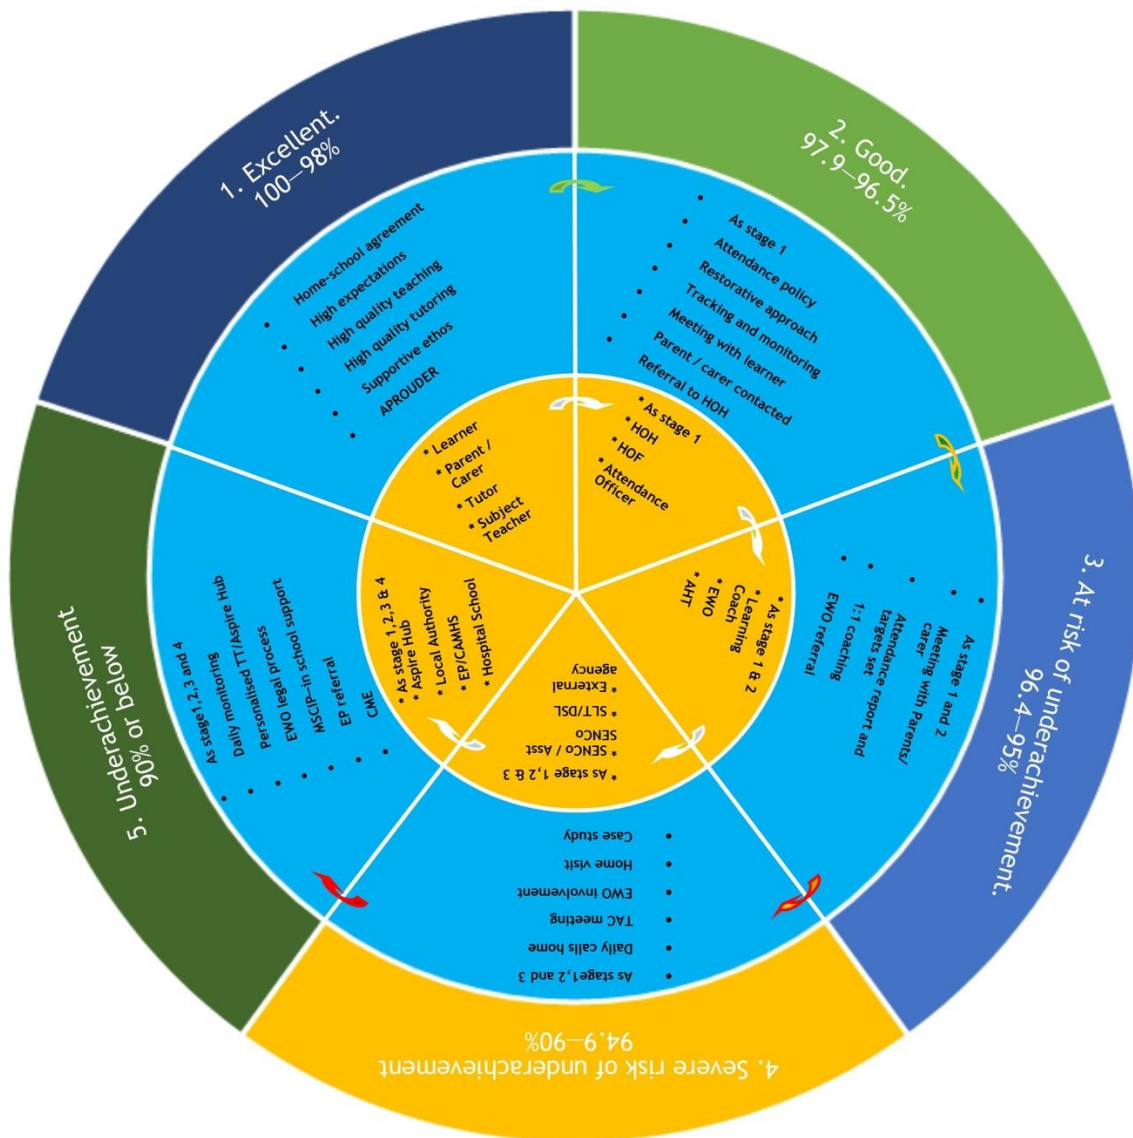 1. Excellent.
100—98%
• Home-school agreement
• High expectations
• High quality teaching
• High quality tutoring
• Supportive ethos
• APROUDER
* Learner
* Parent /
Carer
* Tutor
* Subject
Teacher
2. Good.
97.9—96.5%
• As stage 1
• Attendance policy
• Restorative approach
• Tracking and monitoring
• Meeting with learner
• Parent / carer contacted
• Referral to HOH
* As stage 1
* HOH
* HOF
* Attendance
Officer
3. At risk of underachievement.
96.4—95%
• As stage 1 and 2
• Meeting with Parents/
carer
• Attendance report and
targets set
• 1:1 coaching
• EWO referral
* As stage 1 & 2
* Learning
Coach
* EWO
* AHT
4. Severe risk of underachievement
94.9—90%
• As stage1,2 and 3
• Daily calls home
• TAC meeting
• EWO involvement
• Home visit
• Case study
* As stage 1,2 & 3
* SENCo / Asst
SENCo
* SLT/DSL
*External
agency
5. Underachievement
90% or below
• As stage1,2,3 and 4
• Daily monitoring
• Personalised TT/Aspire Hub
• EWO legal process
• MSCIP—in school support
• EP referral
• CME
* As stage 1,2,3 & 4
* Aspire Hub
* Local Authority
* EP/CAMHS
* Hospital School